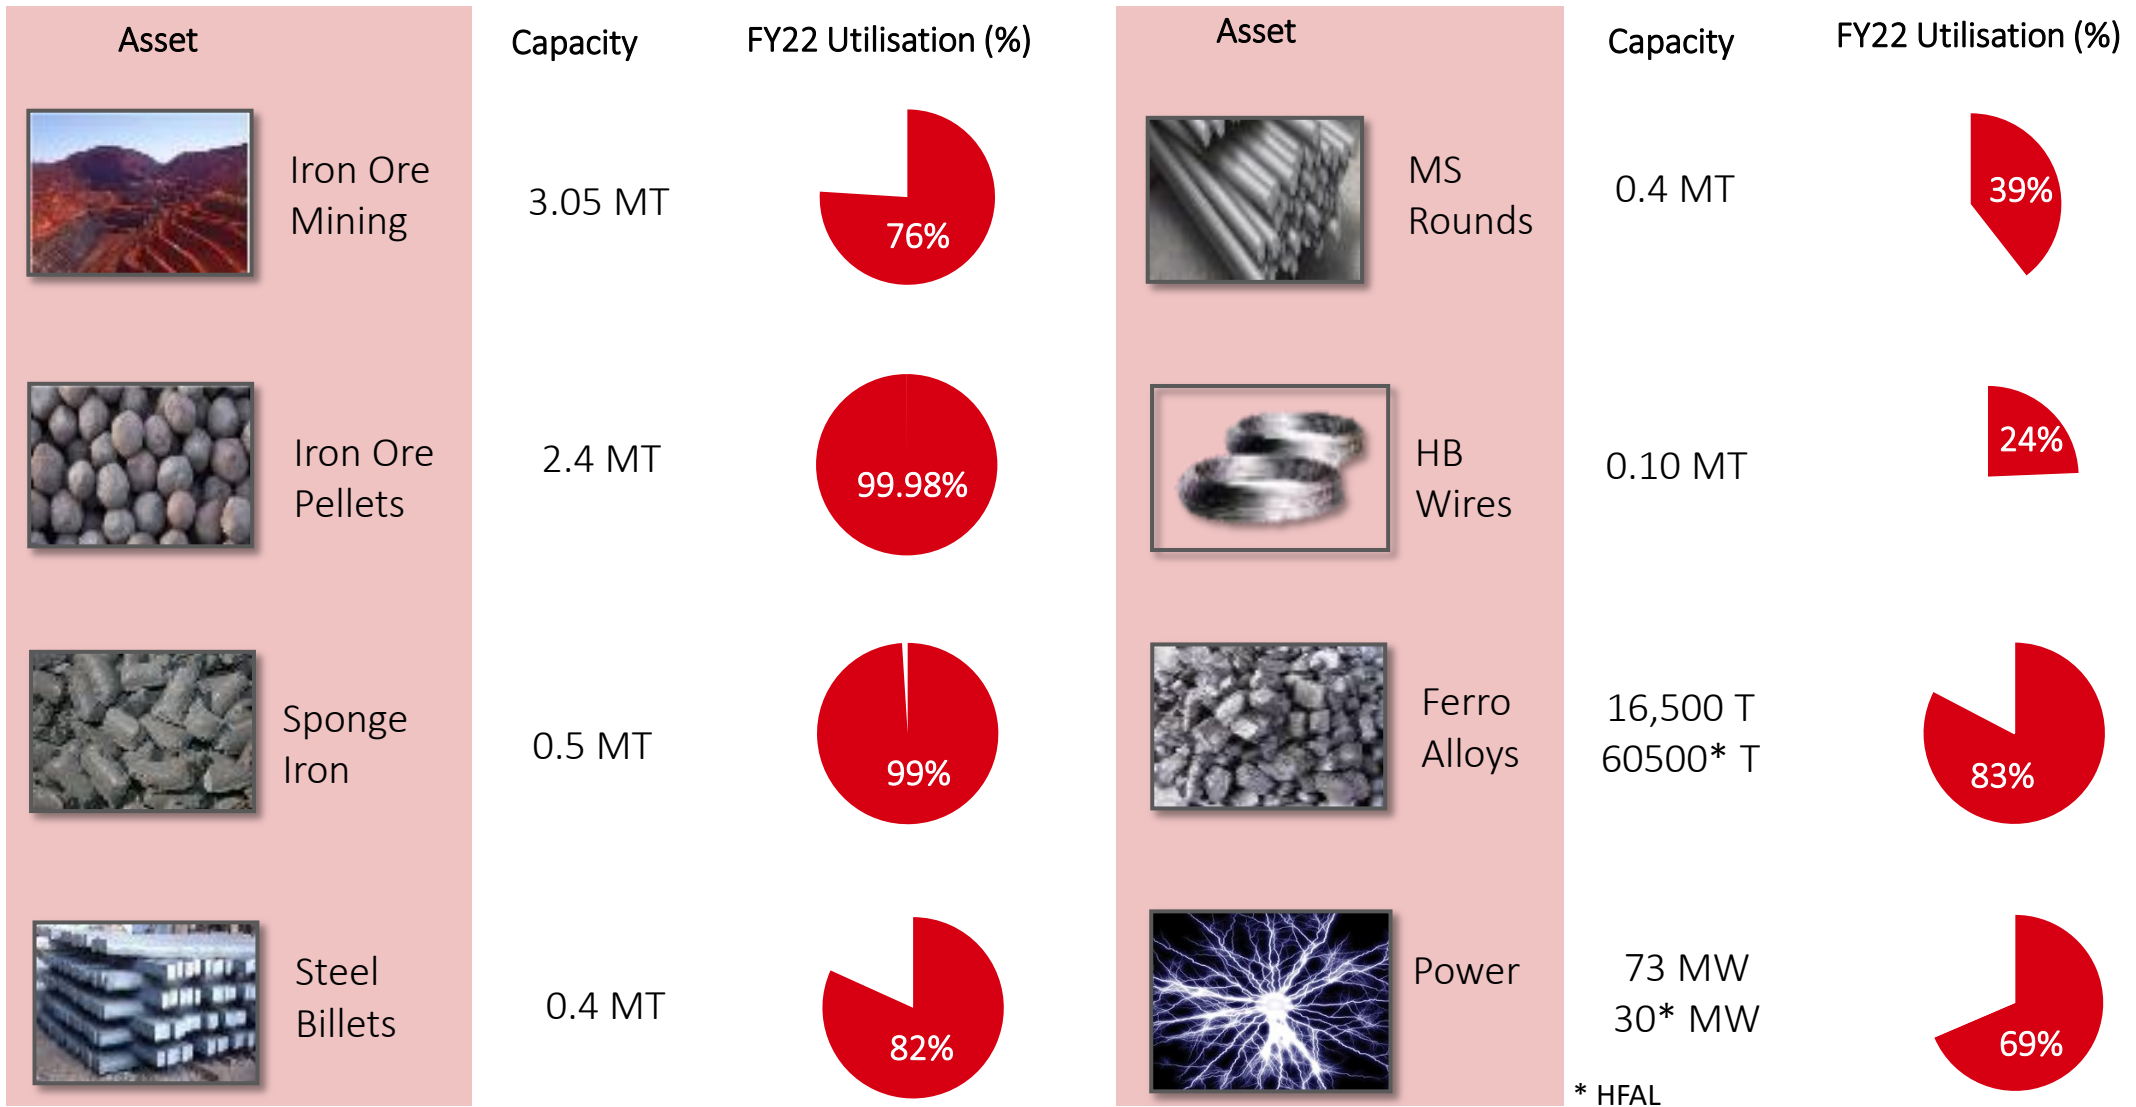 Asset
Capacity
FY22 Utilisation (%)
Iron Ore
Mining
3.05 MT
76%
Iron Ore
Pellets
2.4 MT
99.98%
Sponge
Iron
0.5 MT
99%
Steel
Billets
0.4 MT
82%
Asset
Capacity
FY22 Utilisation (%)
MS
Rounds
0.4 MT
39%
HB
Wires
0.10 MT
24%
Ferro
Alloys
16,500 T
60500* T
83%
Power
73 MW
30* MW
69%
* HFAL